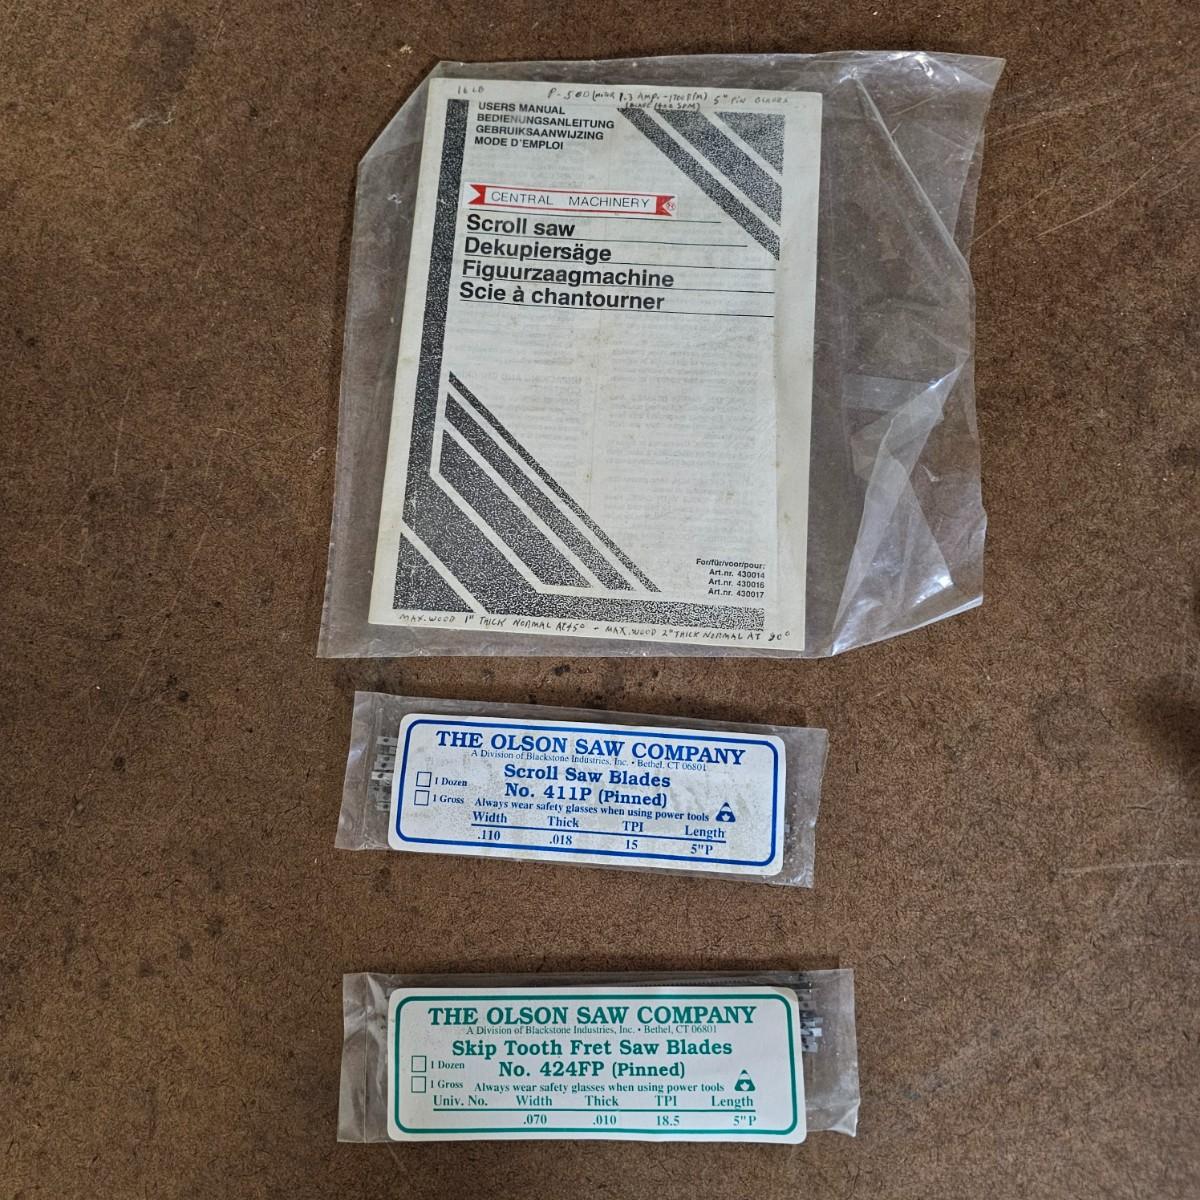 16 LB
5" PIN BLADES
USERS MANUAL
BEDIENUNGSANLEITUNG
GEBRUIKSAANWIJZING
MODE D'EMPLOI
CENTRAL MACHINERY
Scroll saw
Dekupiersäge
Figuurzaagmachine
Scie à chantourner
For/für/voor/pour:
Art.nr. 430014
Art.nr. 430016
Art.nr. 430017
MAX. WOOD 1" THICK NORMAL AT 45° - MAX. WOOD 2" THICK NORMAL AT 90°
THE OLSON SAW COMPANY
A Division of Blackstone Industries, Inc. • Bethel, CT 06801
Scroll Saw Blades
1 Dozen
No. 411P (Pinned)
1 Gross
Always wear safety glasses when using power tools
Width Thick TPI Length
.110 .018 15 5"P
THE OLSON SAW COMPANY
A Division of Blackstone Industries, Inc. • Bethel, CT 06801
Skip Tooth Fret Saw Blades
1 Dozen
No. 424FP (Pinned)
1 Gross
Always wear safety glasses when using power tools
Univ. No. Width Thick TPI Length
.070 .010 18.5 5"P